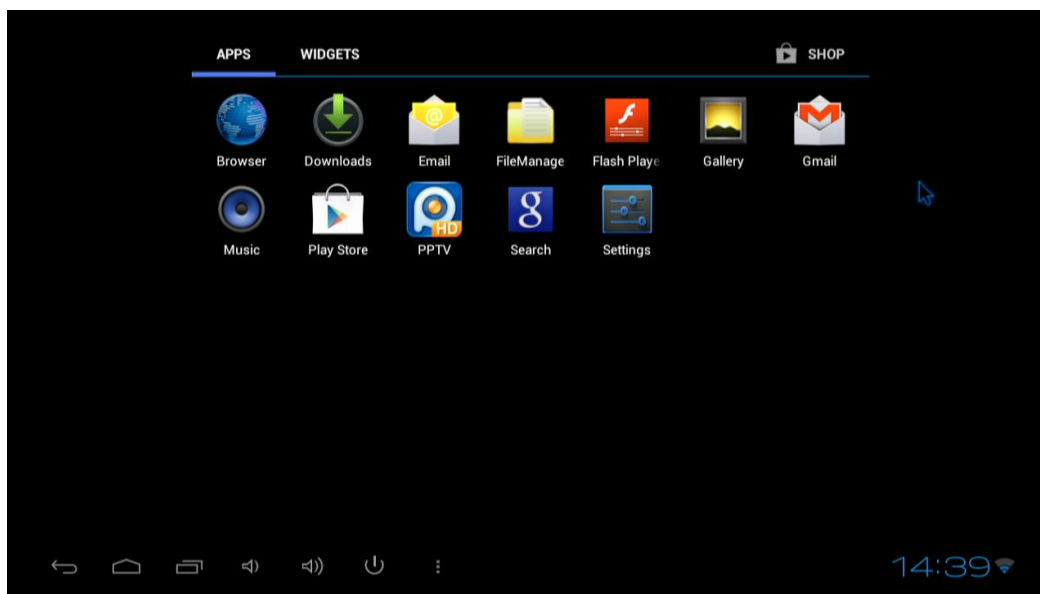 APPS WIDGETS SHOP
Browser Downloads Email FileManage Flash Playe Gallery Gmail
HD
Music Play Store PPTV Search Settings
14:39